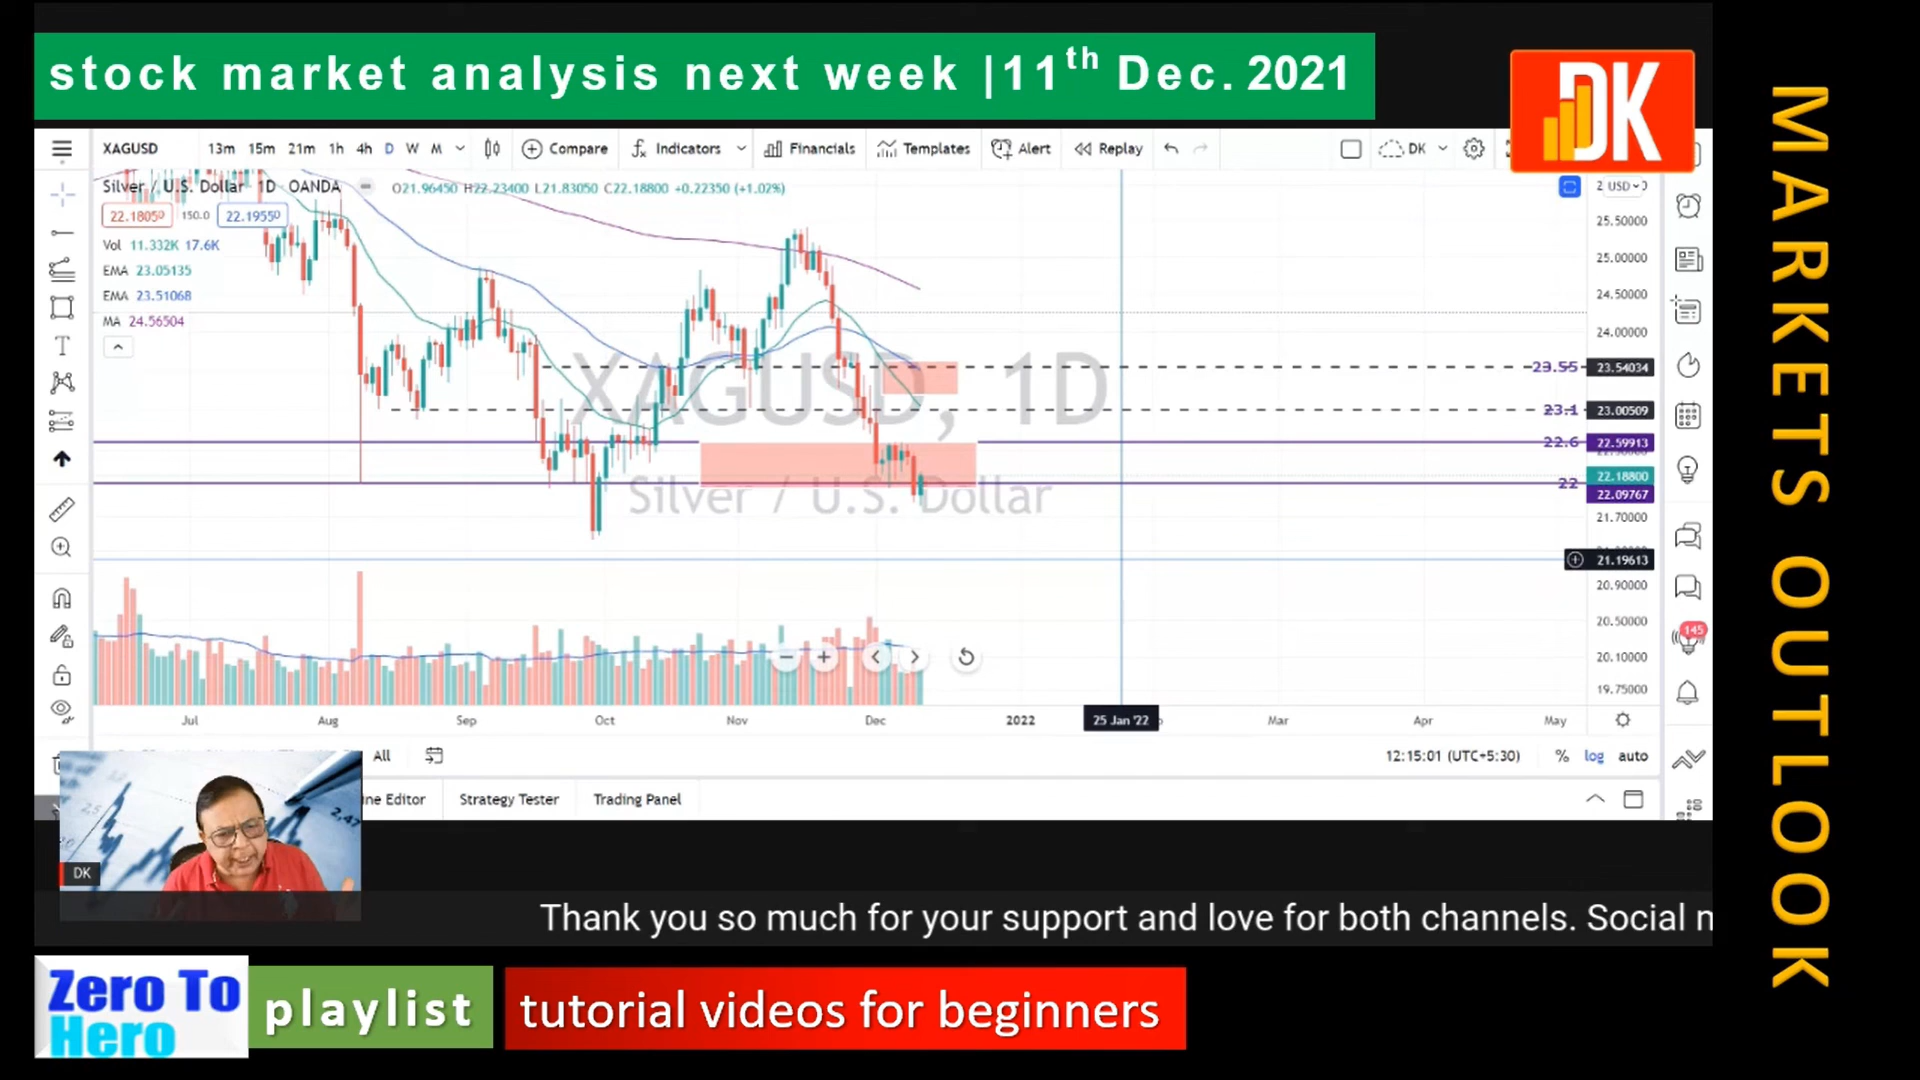 stock market analysis next week |11th Dec. 2021
DK
MARKETS OUTLOOK
XAGUSD 13m 15m 21m 1h 4h D W M Compare Indicators Financials Templates Alert Replay DK
Silver / U.S. Dollar 1D OANDA O21.96450 H22.23400 L21.83050 C22.18800 +0.22350 (+1.02%)
USD
22.18050 150.0 22.19550
Vol 11.332K 17.6K
EMA 23.05135
EMA 23.51068
MA 24.56504
25.50000
25.00000
24.50000
24.00000
23.55 23.54034
23.1 23.00509
22.6 22.59913
22.18800
22 22.09767
21.70000
21.19613
20.90000
20.50000
20.10000
19.75000
XAGUSD, 1D
Silver / U.S. Dollar
145
Jul Aug Sep Oct Nov Dec 2022 25 Jan '22 Mar Apr May
All 12:15:01 (UTC+5:30) % log auto
ine Editor Strategy Tester Trading Panel
2,47
DK
Thank you so much for your support and love for both channels. Social
Zero To
Hero
playlist
tutorial videos for beginners